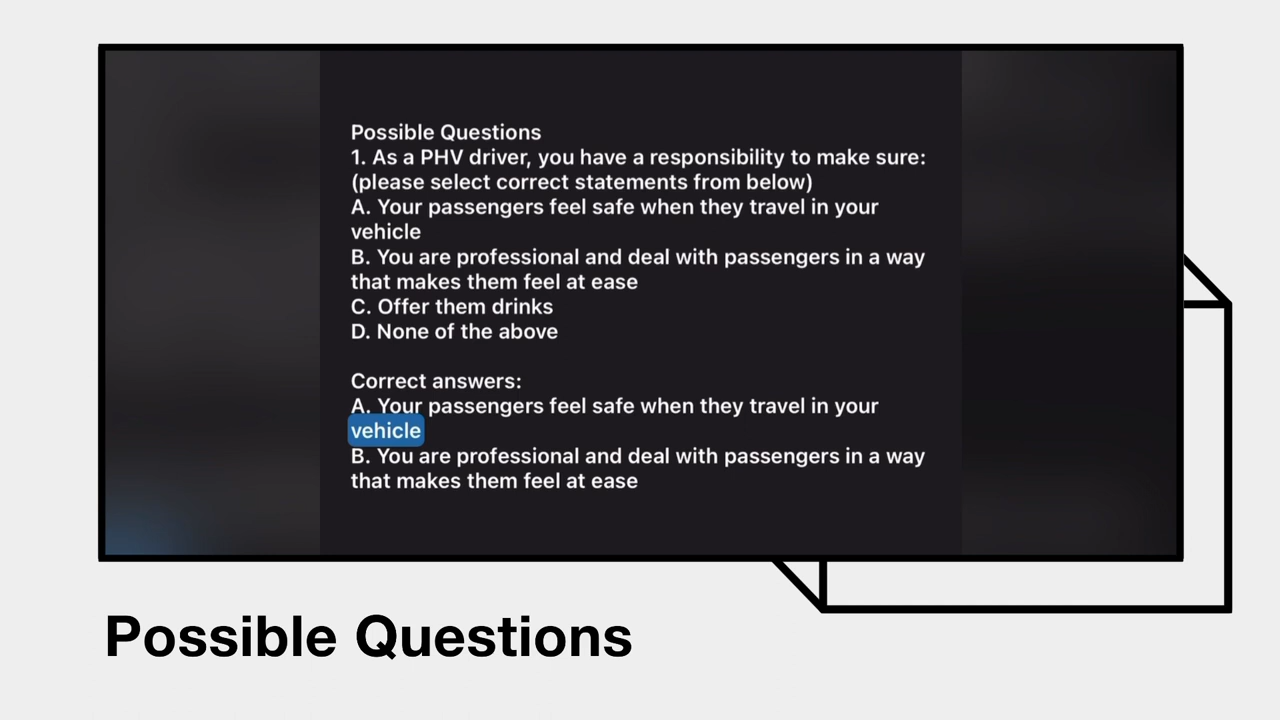 Possible Questions
1. As a PHV driver, you have a responsibility to make sure:
(please select correct statements from below)
A. Your passengers feel safe when they travel in your
vehicle
B. You are professional and deal with passengers in a way
that makes them feel at ease
C. Offer them drinks
D. None of the above
Correct answers:
A. Your passengers feel safe when they travel in your
vehicle
B. You are professional and deal with passengers in a way
that makes them feel at ease
Possible Questions